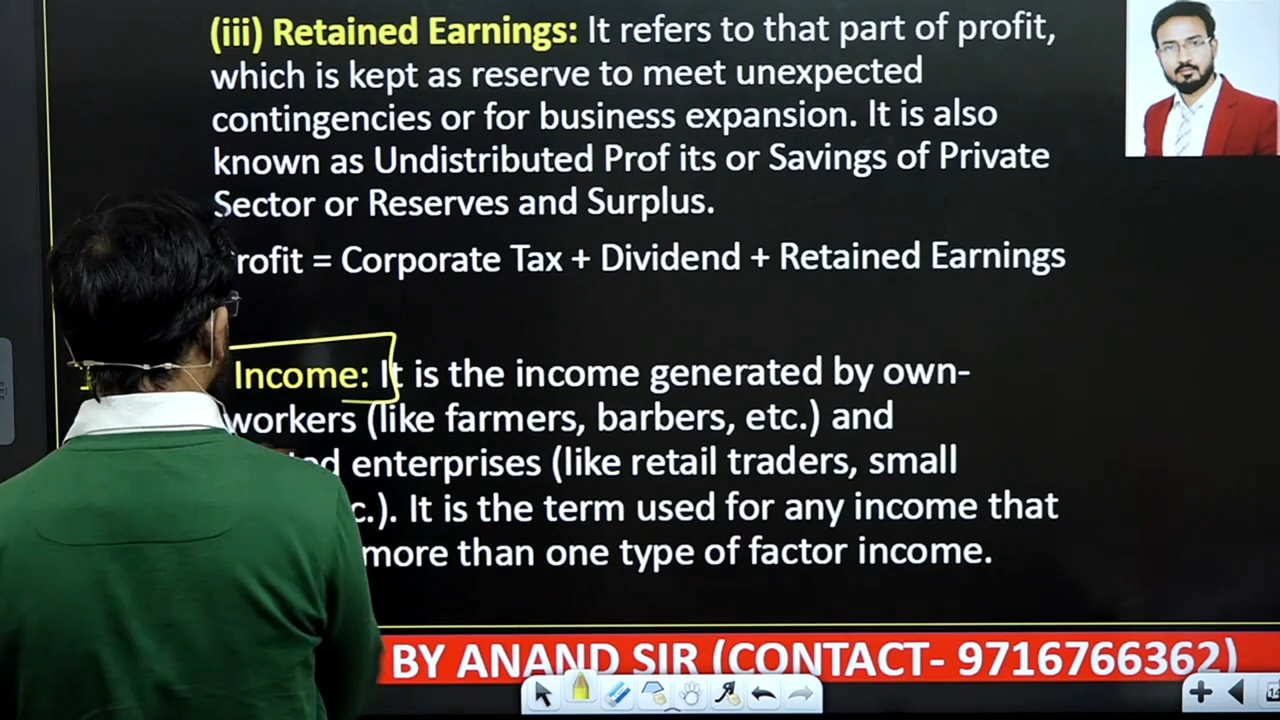 (iii) Retained Earnings: It refers to that part of profit,
which is kept as reserve to meet unexpected
contingencies or for business expansion. It is also
known as Undistributed Prof its or Savings of Private
Sector or Reserves and Surplus.
rofit = Corporate Tax + Dividend + Retained Earnings
Income: It is the income generated by own-
workers (like farmers, barbers, etc.) and
enterprises (like retail traders, small
c.). It is the term used for any income that
more than one type of factor income.
BY ANAND SIR (CONTACT- 9716766362)